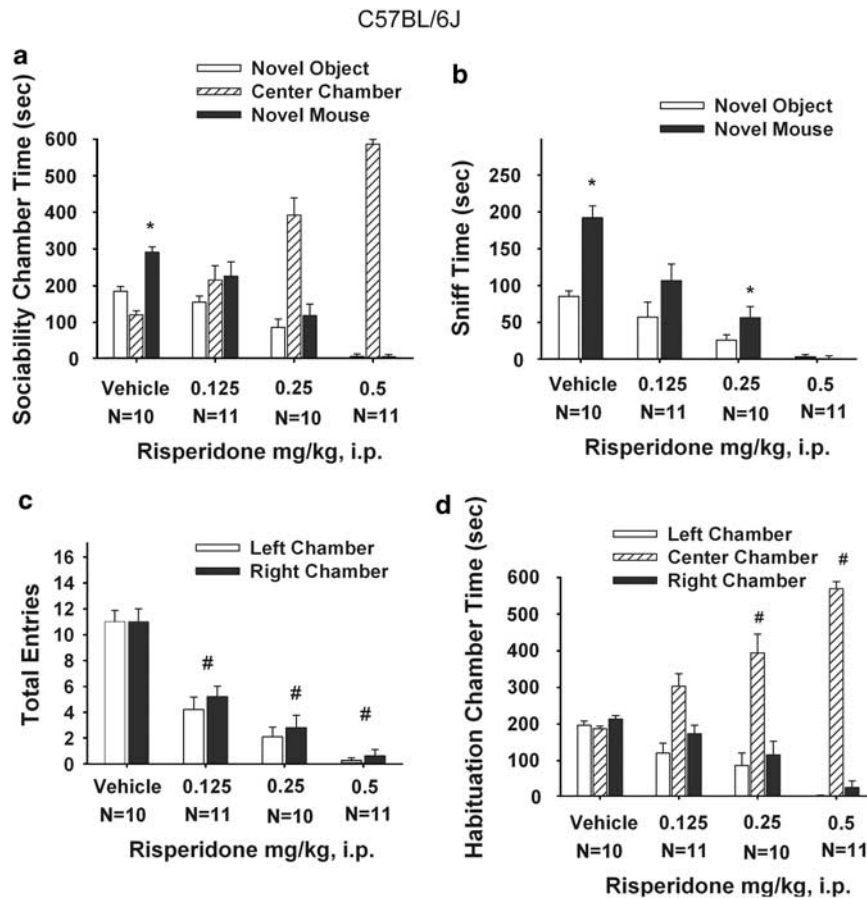 C57BL/6J
a
Novel Object
Center Chamber
Novel Mouse
Sociability Chamber Time (sec)
600
500
400
300
200
100
0
*
Vehicle 0.125 0.25 0.5
N=10 N=11 N=10 N=11
Risperidone mg/kg, i.p.
b
Novel Object
Novel Mouse
Sniff Time (sec)
250
200
150
100
50
0
*
*
Vehicle 0.125 0.25 0.5
N=10 N=11 N=10 N=11
Risperidone mg/kg, i.p.
c
Left Chamber
Right Chamber
Total Entries
16
14
12
10
8
6
4
2
0
#
#
#
Vehicle 0.125 0.25 0.5
N=10 N=11 N=10 N=11
Risperidone mg/kg, i.p.
d
Left Chamber
Center Chamber
Right Chamber
Habituation Chamber Time (sec)
600
500
400
300
200
100
0
#
#
Vehicle 0.125 0.25 0.5
N=10 N=11 N=10 N=11
Risperidone mg/kg, i.p.